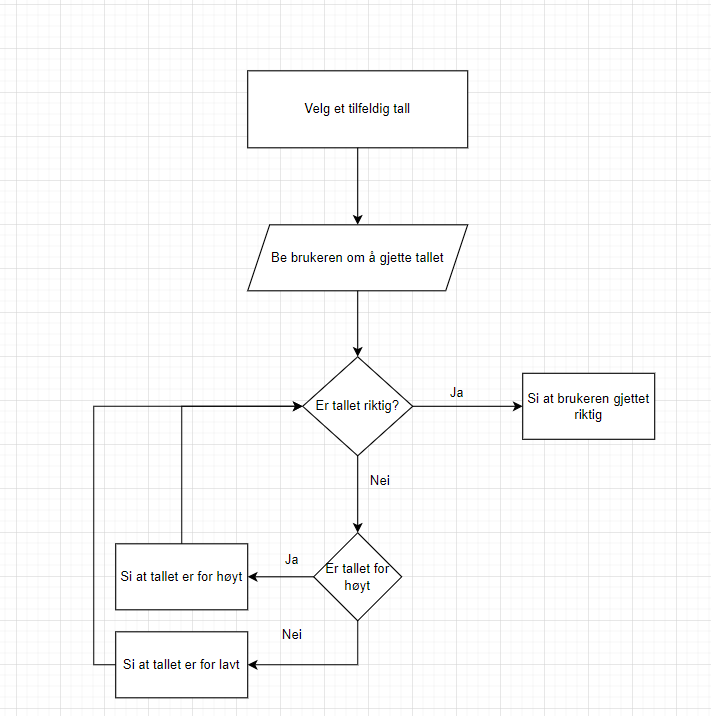 Velg et tilfeldig tall
Be brukeren om å gjette tallet
Er tallet riktig?
Ja
Si at brukeren gjettet
riktig
Nei
Er tallet for
høyt
Ja
Si at tallet er for høyt
Nei
Si at tallet er for lavt